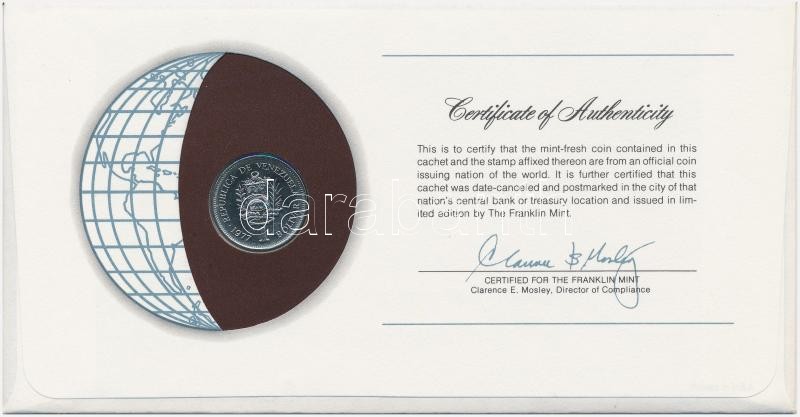 Certificate of Authenticity
This is to certify that the mint-fresh coin contained in this
cachet and the stamp affixed thereon are from an official coin
issuing nation of the world. It is further certified that this
cachet was date-canceled and postmarked in the city of that
nation's central bank or treasury location and issued in lim-
ited edition by The Franklin Mint.
Clarence E. Mosley
CERTIFIED FOR THE FRANKLIN MINT
Clarence E. Mosley, Director of Compliance
REPUBLICA DE VENEZUELA
1977
darabanth